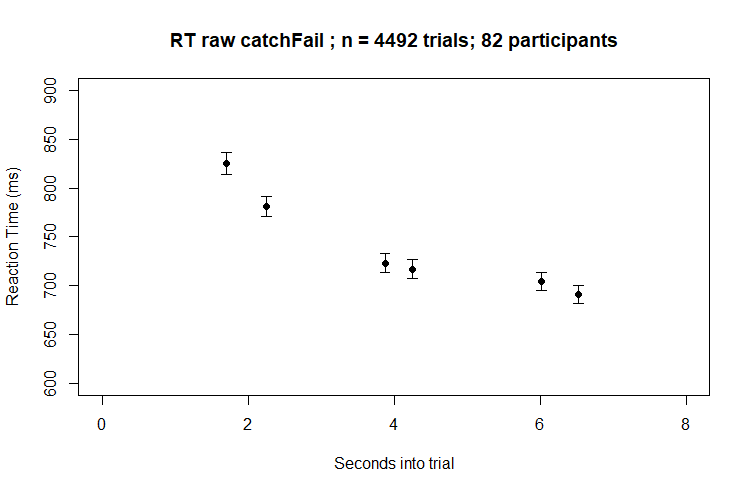 RT raw catchFail ; n = 4492 trials; 82 participants
Reaction Time (ms)
900
850
800
750
700
650
600
0 2 4 6 8
Seconds into trial